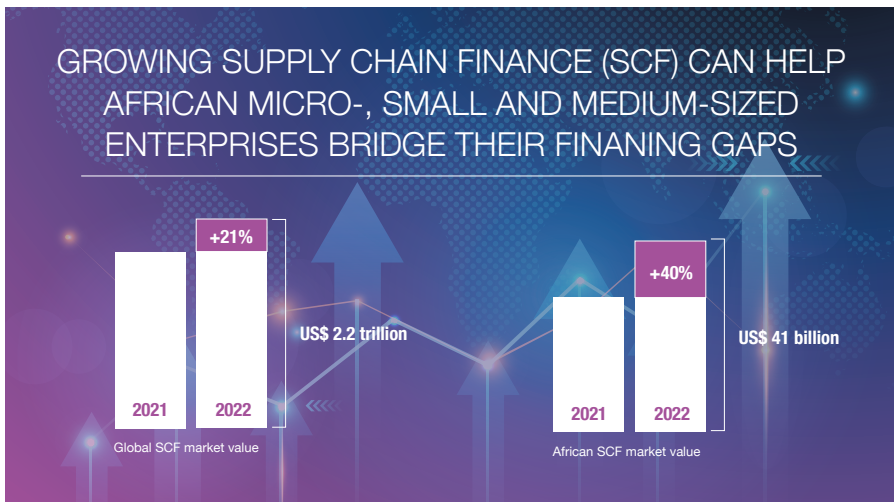 GROWING SUPPLY CHAIN FINANCE (SCF) CAN HELP
AFRICAN MICRO-, SMALL AND MEDIUM-SIZED
ENTERPRISES BRIDGE THEIR FINANING GAPS
+21%
US$ 2.2 trillion
2021
2022
Global SCF market value
+40%
US$ 41 billion
2021
2022
African SCF market value